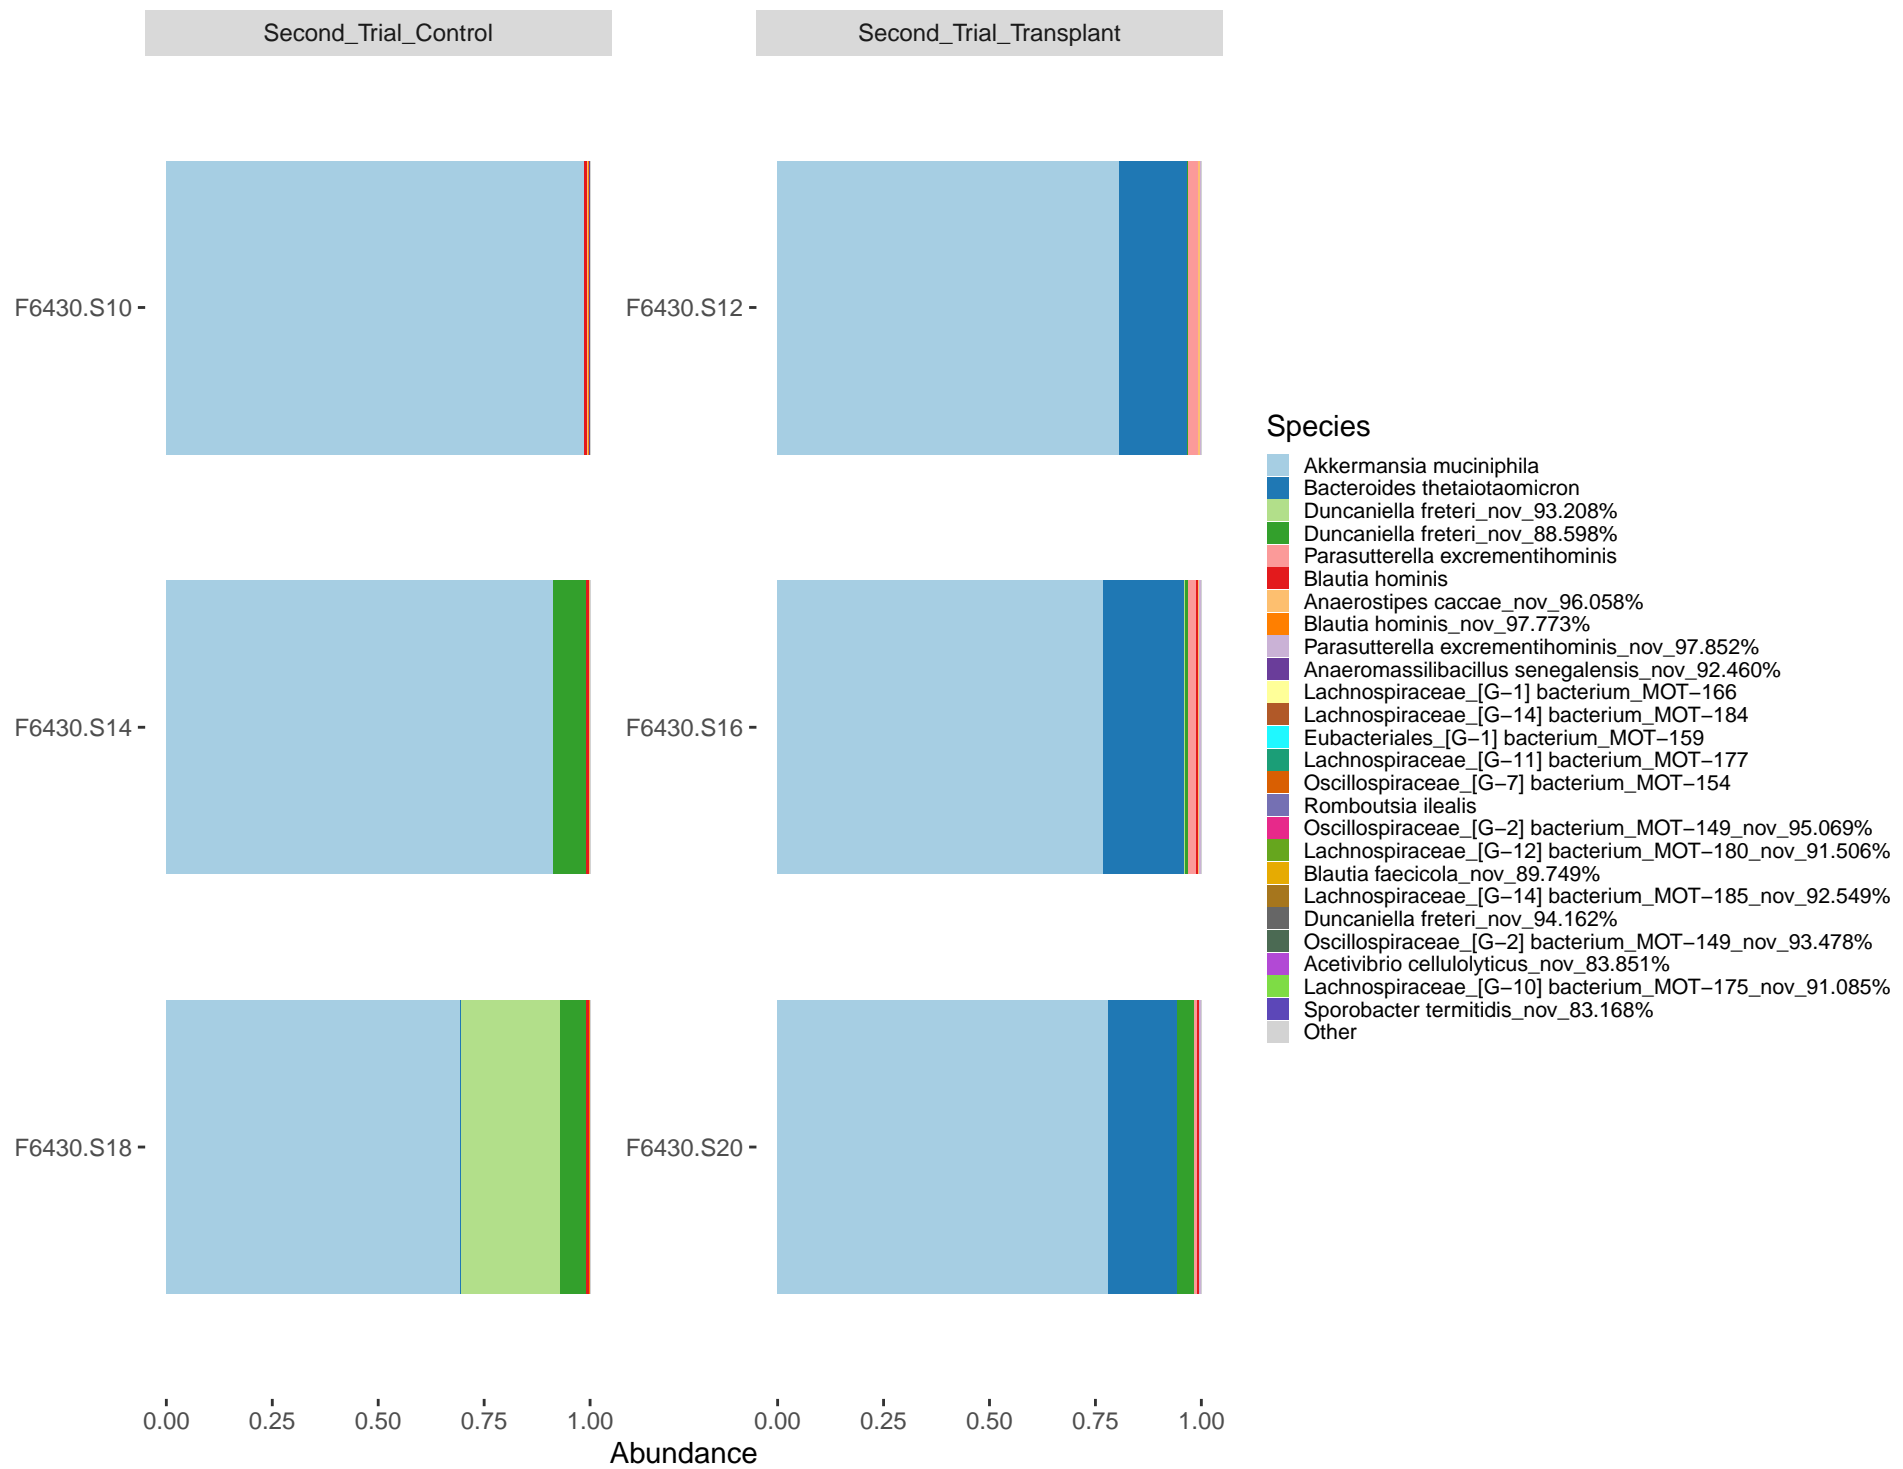 Second_Trial_Control
Second_Trial_Transplant
F6430.S10
F6430.S12
F6430.S14
F6430.S16
F6430.S18
F6430.S20
0.00 0.25 0.50 0.75 1.00
0.00 0.25 0.50 0.75 1.00
Abundance
Species
Akkermansia muciniphila
Bacteroides thetaiotaomicron
Duncaniella freteri_nov_93.208%
Duncaniella freteri_nov_88.598%
Parasutterella excrementihominis
Blautia hominis
Anaerostipes caccae_nov_96.058%
Blautia hominis_nov_97.773%
Parasutterella excrementihominis_nov_97.852%
Anaeromassilibacillus senegalensis_nov_92.460%
Lachnospiraceae_[G−1] bacterium_MOT−166
Lachnospiraceae_[G−14] bacterium_MOT−184
Eubacteriales_[G−1] bacterium_MOT−159
Lachnospiraceae_[G−11] bacterium_MOT−177
Oscillospiraceae_[G−7] bacterium_MOT−154
Romboutsia ilealis
Oscillospiraceae_[G−2] bacterium_MOT−149_nov_95.069%
Lachnospiraceae_[G−12] bacterium_MOT−180_nov_91.506%
Blautia faecicola_nov_89.749%
Lachnospiraceae_[G−14] bacterium_MOT−185_nov_92.549%
Duncaniella freteri_nov_94.162%
Oscillospiraceae_[G−2] bacterium_MOT−149_nov_93.478%
Acetivibrio cellulolyticus_nov_83.851%
Lachnospiraceae_[G−10] bacterium_MOT−175_nov_91.085%
Sporobacter termitidis_nov_83.168%
Other